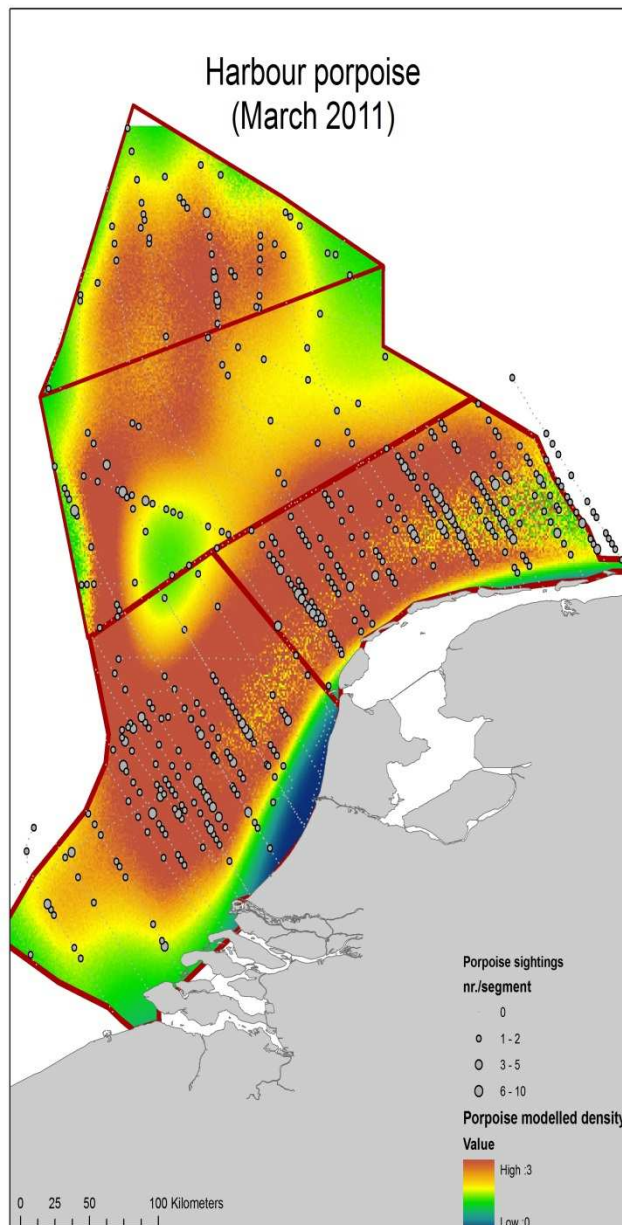 Harbour porpoise
(March 2011)
Porpoise sightings
nr./segment
0
1 - 2
3 - 5
6 - 10
Porpoise modelled density
Value
High :3
Low :0
0 25 50 100 Kilometers